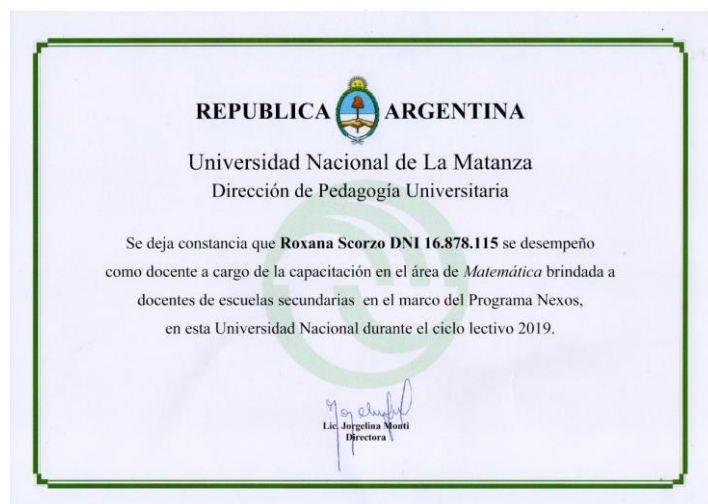 REPUBLICA ARGENTINA
Universidad Nacional de La Matanza
Dirección de Pedagogía Universitaria
Se deja constancia que Roxana Scorzo DNI 16.878.115 se desempeño
como docente a cargo de la capacitación en el área de Matemática brindada a
docentes de escuelas secundarias en el marco del Programa Nexos,
en esta Universidad Nacional durante el ciclo lectivo 2019.
Lic. Jorgelina Monti
Directora